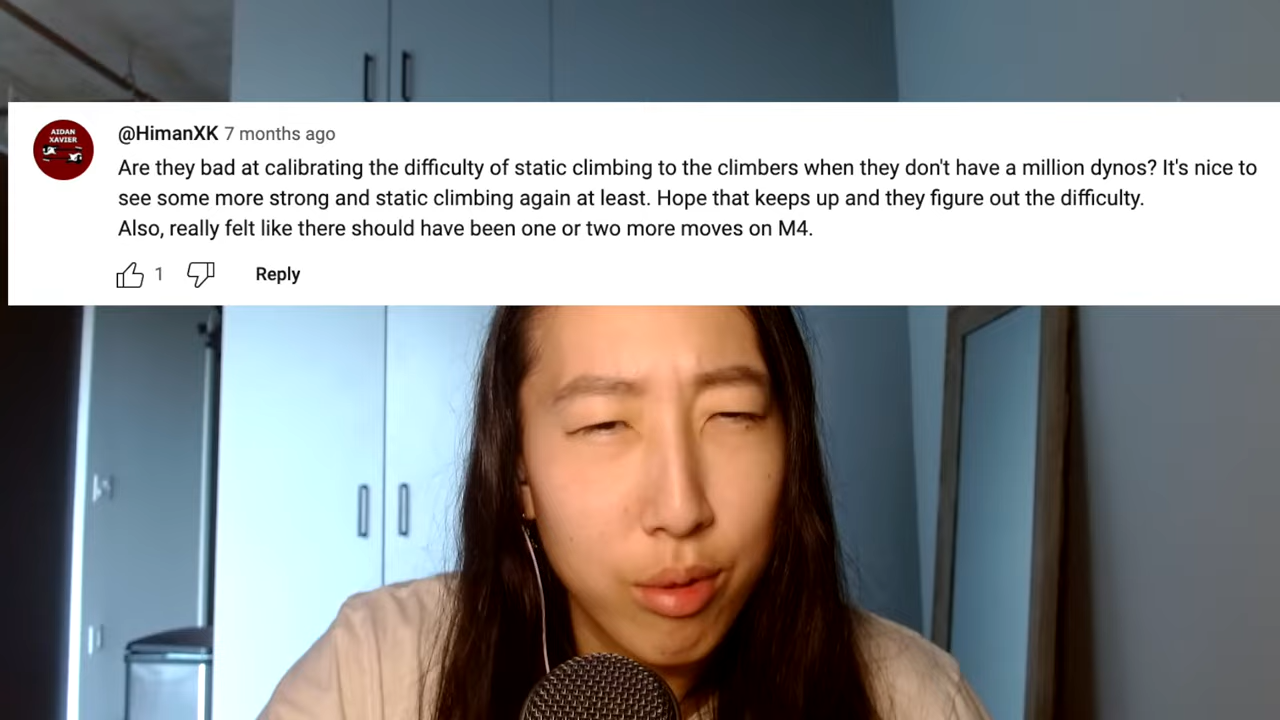 AIDAN
XAVIER
@HimanXK 7 months ago
Are they bad at calibrating the difficulty of static climbing to the climbers when they don't have a million dynos? It's nice to
see some more strong and static climbing again at least. Hope that keeps up and they figure out the difficulty.
Also, really felt like there should have been one or two more moves on M4.
1 Reply